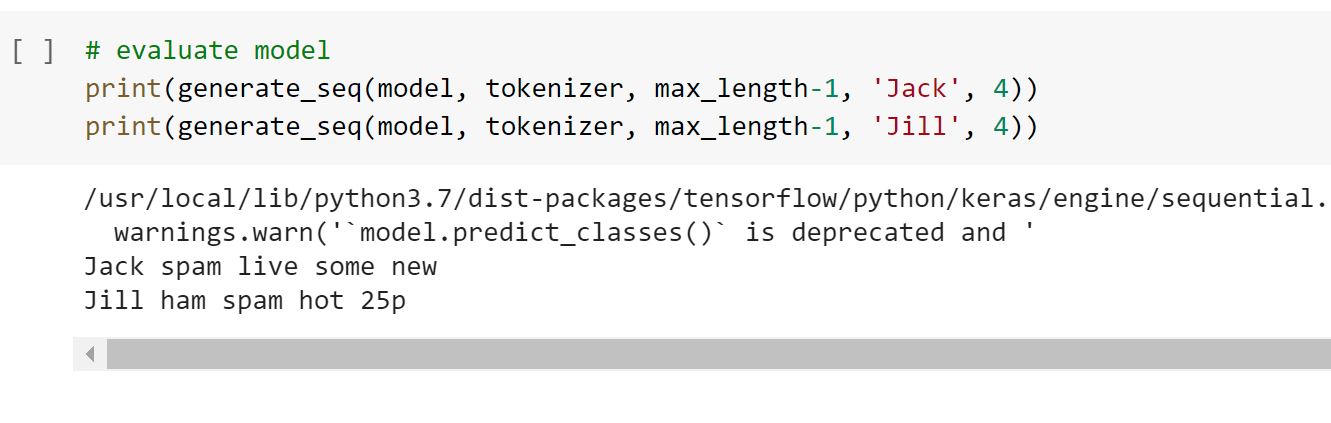 [ ] # evaluate model
print(generate_seq(model, tokenizer, max_length-1, 'Jack', 4))
print(generate_seq(model, tokenizer, max_length-1, 'Jill', 4))
/usr/local/lib/python3.7/dist-packages/tensorflow/python/keras/engine/sequential.
warnings.warn('`model.predict_classes()` is deprecated and '
Jack spam live some new
Jill ham spam hot 25p